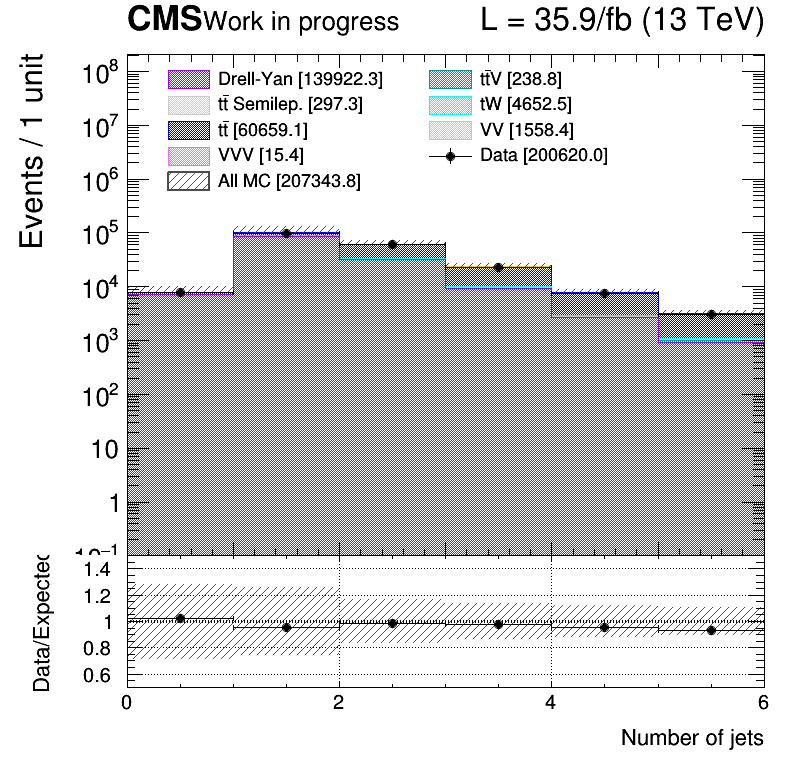 CMS Work in progress L = 35.9/fb (13 TeV)
Events / 1 unit
10⁸
10⁷
10⁶
10⁵
10⁴
10³
10²
10
1
10⁻¹
Drell-Yan [139922.3]
tt̄ Semilep. [297.3]
tt̄ [60659.1]
VVV [15.4]
All MC [207343.8]
tt̄V [238.8]
tW [4652.5]
VV [1558.4]
Data [200620.0]
Data/Expected
1.4
1.2
1
0.8
0.6
0 2 4 6
Number of jets